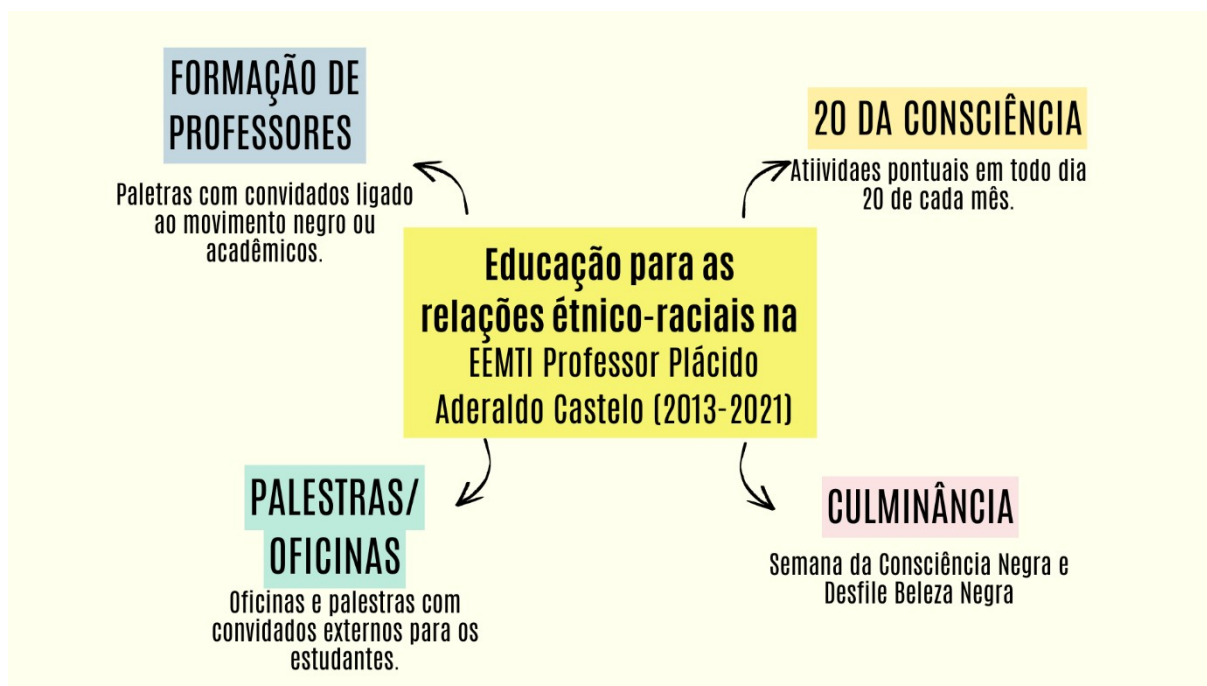 FORMAÇÃO DE
PROFESSORES
Paletras com convidados ligado
ao movimento negro ou
acadêmicos.
20 DA CONSCIÊNCIA
Atiividaes pontuais em todo dia
20 de cada mês.
Educação para as
relações étnico-raciais na
EEMTI Professor Plácido
Aderaldo Castelo (2013-2021)
PALESTRAS/
OFICINAS
Oficinas e palestras com
convidados externos para os
estudantes.
CULMINÂNCIA
Semana da Consciência Negra e
Desfile Beleza Negra